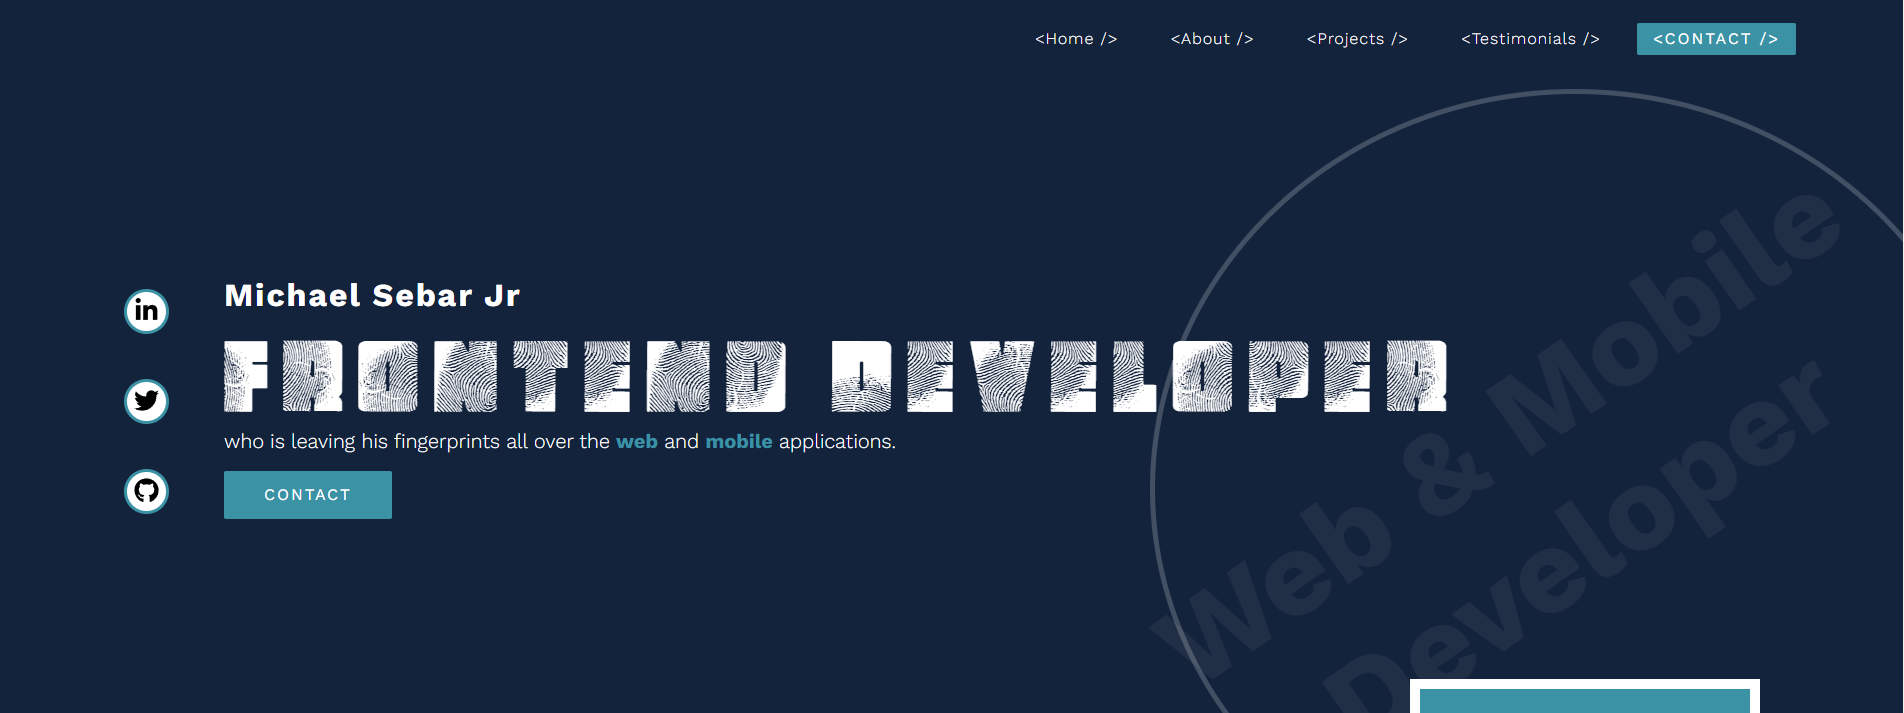 <Home />
<About />
<Projects />
<Testimonials />
<CONTACT />
Michael Sebar Jr
FRONTEND DEVELOPER
who is leaving his fingerprints all over the web and mobile applications.
CONTACT
in
Web & Mobile
Developer